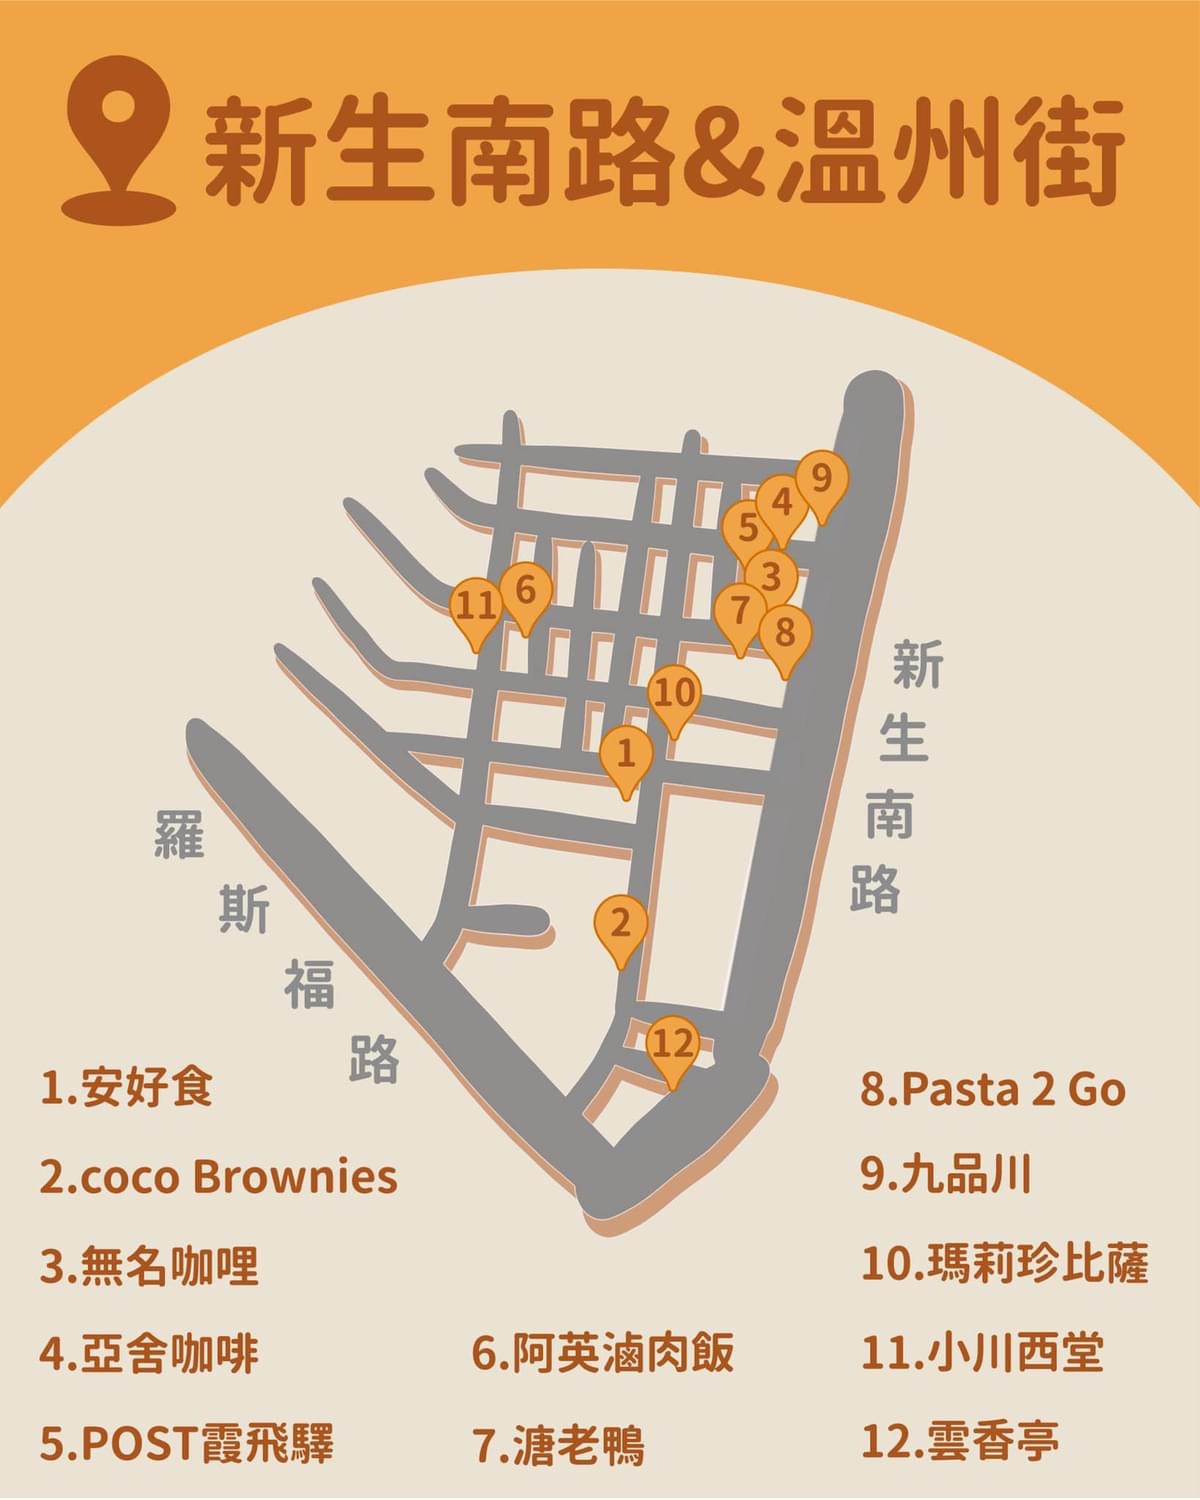 新生南路&溫州街
9
4
5
3
6
11
7
8
10
1
2
12
新生南路
羅斯福路
1.安好食
2.coco Brownies
3.無名咖哩
4.亞舍咖啡
5.POST霞飛驛
6.阿英滷肉飯
7.溏老鴨
8.Pasta 2 Go
9.九品川
10.瑪莉珍比薩
11.小川西堂
12.雲香亭